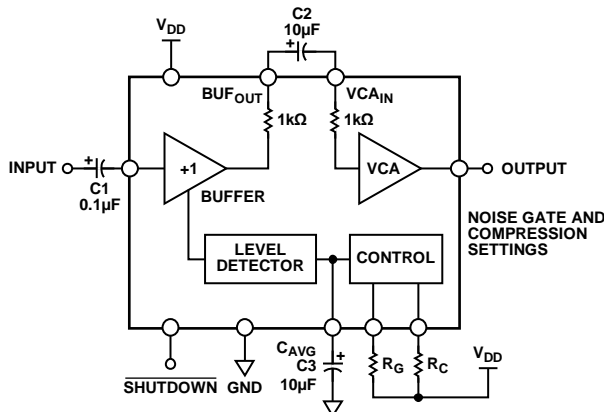 C2
10µF
+
V_DD
BUF_OUT
VCA_IN
1kΩ
1kΩ
INPUT
+
C1
0.1µF
+1
BUFFER
VCA
OUTPUT
NOISE GATE AND
COMPRESSION
SETTINGS
LEVEL
DETECTOR
CONTROL
SHUTDOWN
GND
C_AVG
C3
10µF
+
R_G
R_C
V_DD